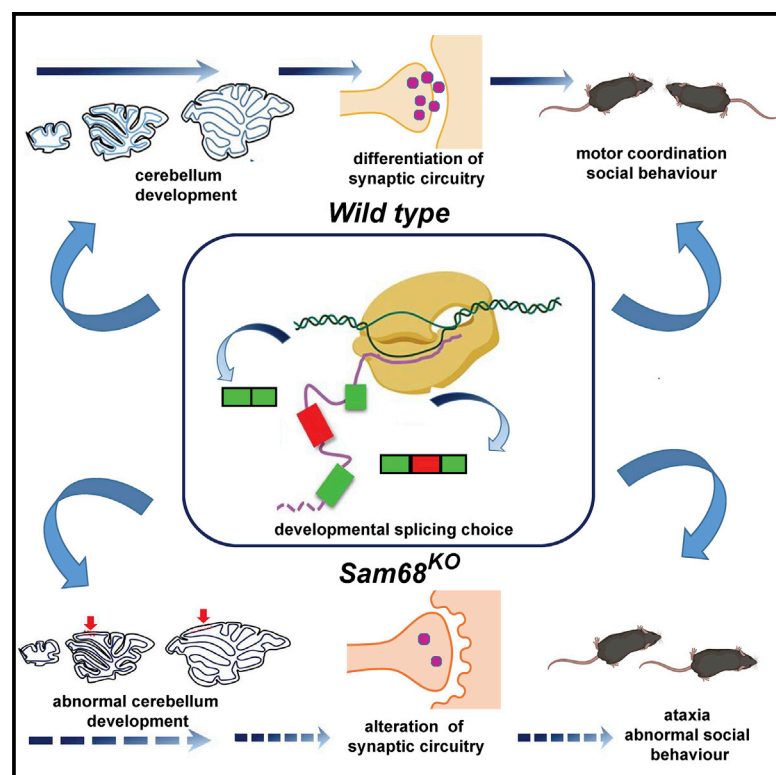 cerebellum
development
differentiation of
synaptic circuitry
motor coordination
social behaviour
Wild type
developmental splicing choice
Sam68KO
abnormal cerebellum
development
alteration of
synaptic circuitry
ataxia
abnormal social
behaviour